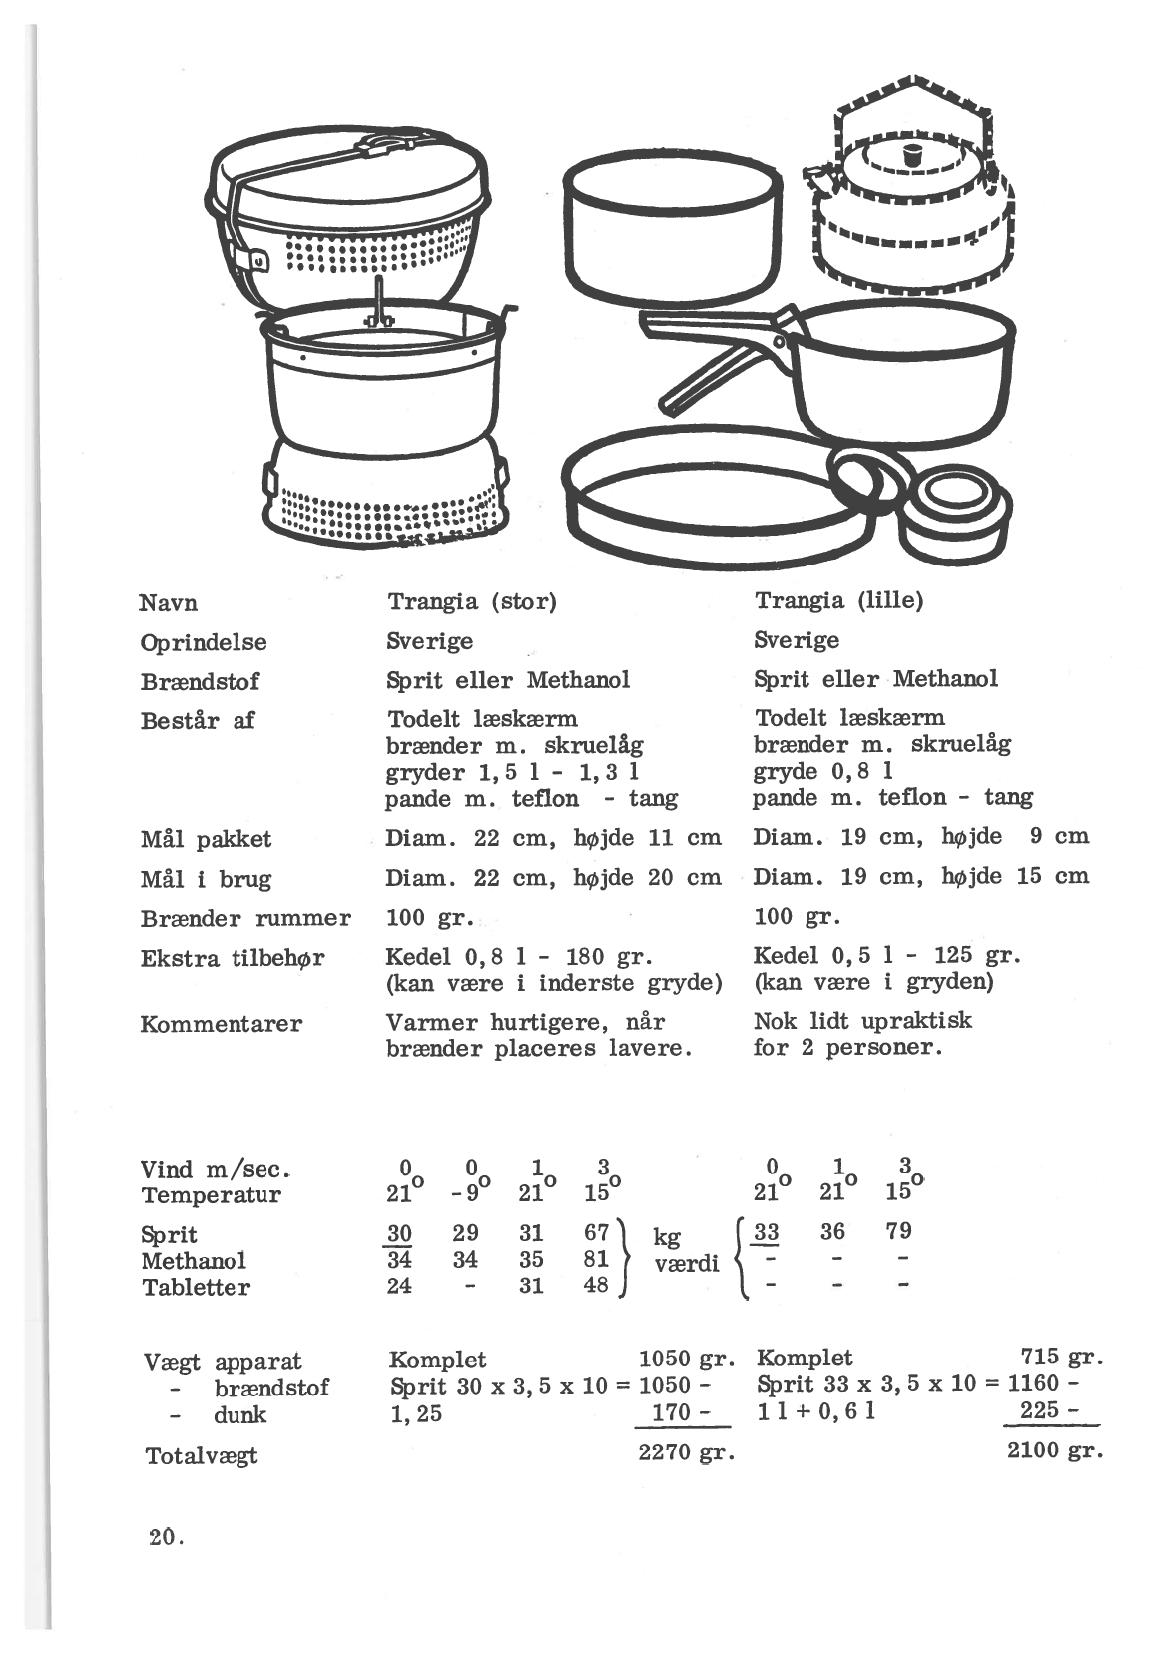 Navn Trangia (stor) Trangia (lille)
Oprindelse Sverige Sverige
Brændstof Sprit eller Methanol Sprit eller Methanol
Består af Todelt læskærm Todelt læskærm
brænder m. skruelåg brænder m. skruelåg
gryder 1,5 l - 1,3 l gryde 0,8 l
pande m. teflon - tang pande m. teflon - tang
Mål pakket Diam. 22 cm, højde 11 cm Diam. 19 cm, højde 9 cm
Mål i brug Diam. 22 cm, højde 20 cm Diam. 19 cm, højde 15 cm
Brænder rummer 100 gr. 100 gr.
Ekstra tilbehør Kedel 0,8 l - 180 gr. Kedel 0,5 l - 125 gr.
(kan være i inderste gryde) (kan være i gryden)
Kommentarer Varmer hurtigere, når Nok lidt upraktisk
brænder placeres lavere. for 2 personer.
Vind m/sec. 0 0 1 3 0 1 3
Temperatur 21° -9° 21° 15° 21° 21° 15°
Sprit 30 29 31 67 kg 33 36 79
Methanol 34 34 35 81 værdi - - -
Tabletter 24 - 31 48 - - -
Vægt apparat Komplet 1050 gr. Komplet 715 gr.
- brændstof Sprit 30 x 3,5 x 10 = 1050 - Sprit 33 x 3,5 x 10 = 1160 -
- dunk 1,25 170 - 1 l + 0,6 l 225 -
Totalvægt 2270 gr. 2100 gr.
20.